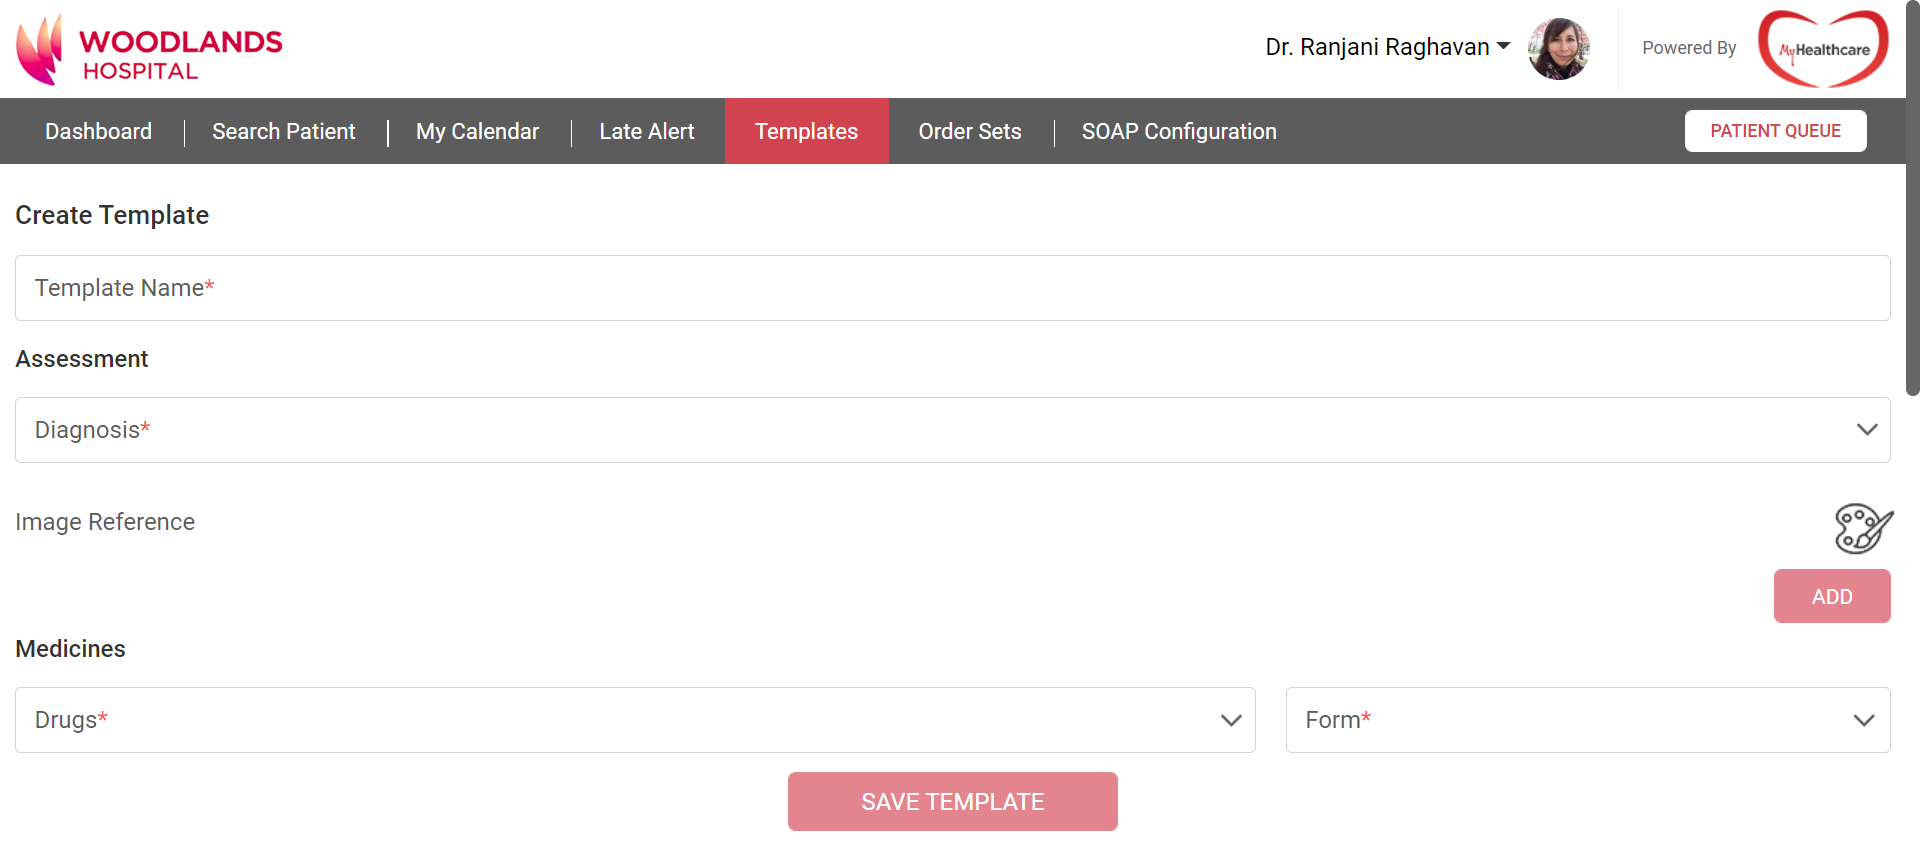 WOODLANDS
HOSPITAL
Dr. Ranjani Raghavan
Powered By
MyHealthcare
Dashboard
Search Patient
My Calendar
Late Alert
Templates
Order Sets
SOAP Configuration
PATIENT QUEUE
Create Template
Template Name*
Assessment
Diagnosis*
Image Reference
ADD
Medicines
Drugs*
Form*
SAVE TEMPLATE